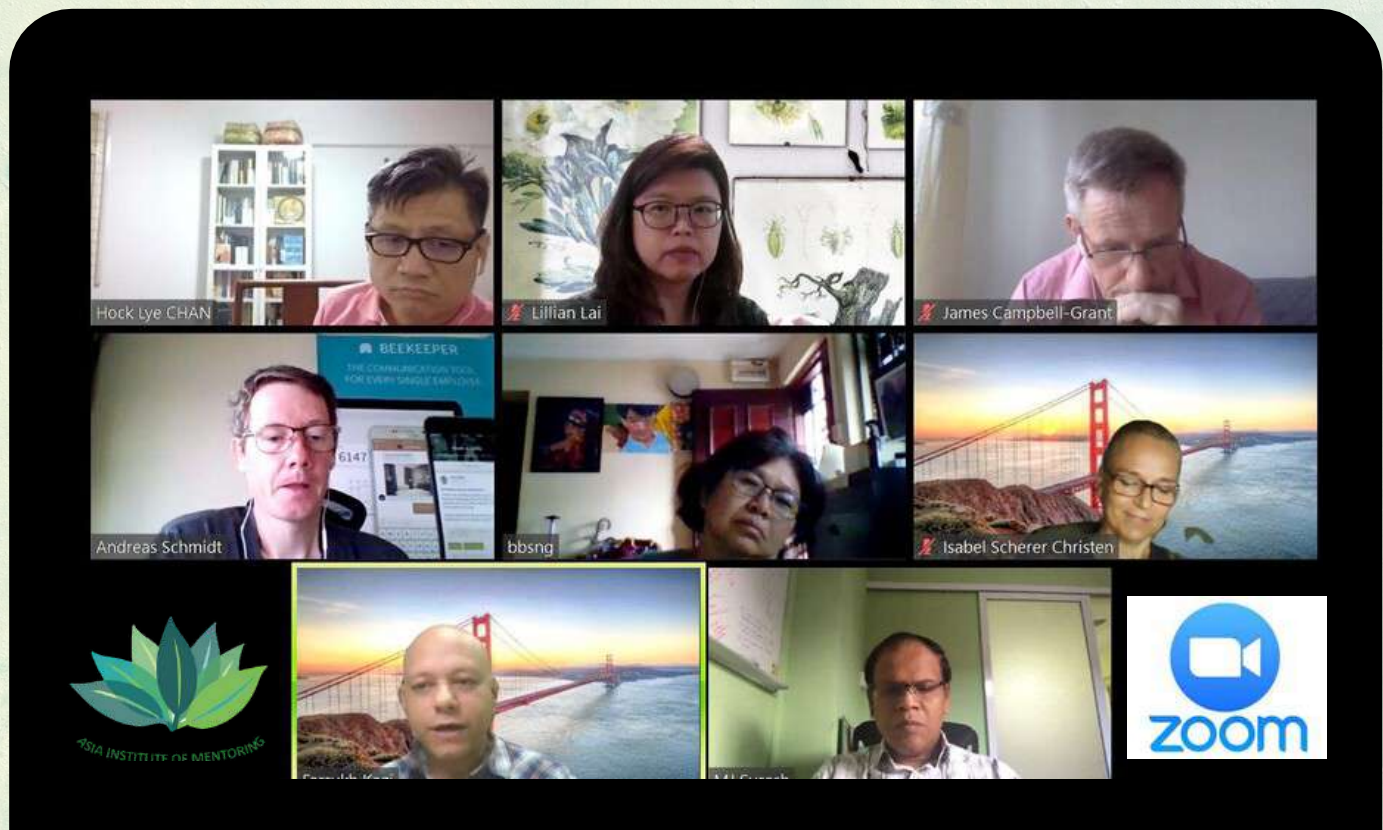 Hock Lye CHAN
Lillian Lai
James Campbell-Grant
BEEKEEPER
THE COMMUNICATION TOOL
FOR EVERY SINGLE EMPLOYEE
6147
Andreas Schmidt
bbsng
Isabel Scherer Christen
ASIA INSTITUTE OF MENTORING
zoom